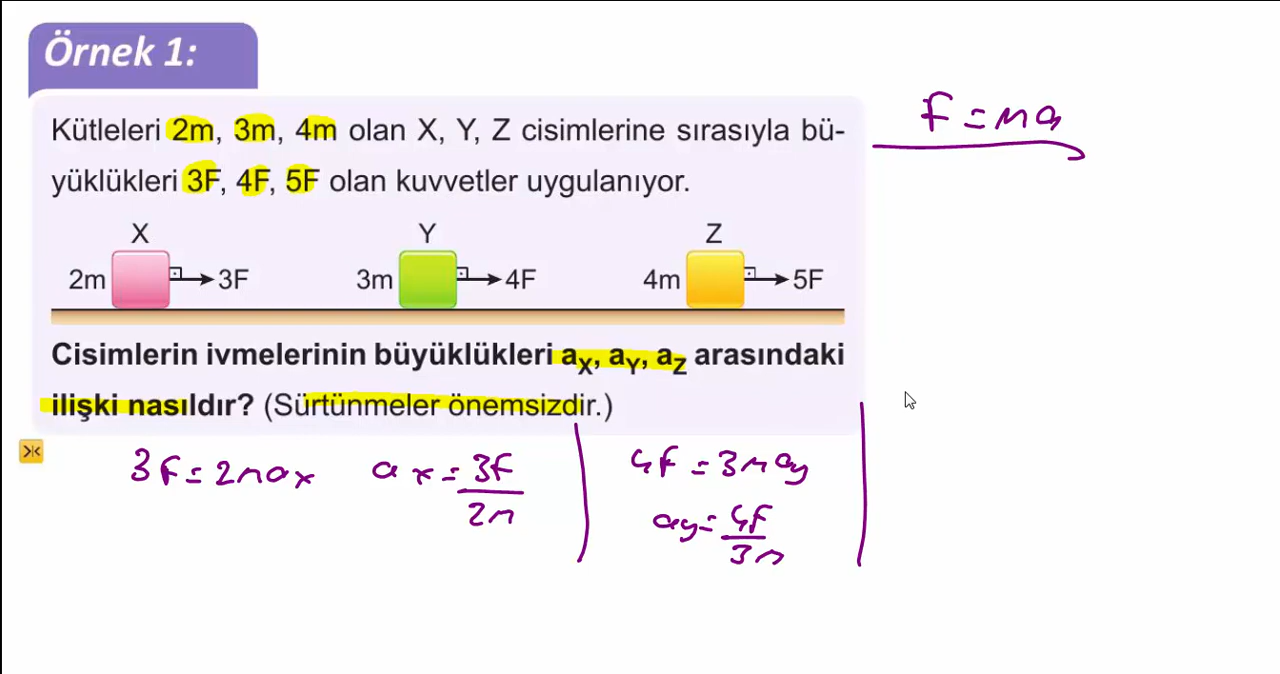 Örnek 1:
F = ma
Kütleleri 2m, 3m, 4m olan X, Y, Z cisimlerine sırasıyla bü-
yüklükleri 3F, 4F, 5F olan kuvvetler uygulanıyor.
X Y Z
2m 3F 3m 4F 4m 5F
Cisimlerin ivmelerinin büyüklükleri aX, aY, aZ arasındaki
ilişki nasıldır? (Sürtünmeler önemsizdir.)
3F = 2max ax = 3F/2m 4F = 3may
ay = 4F/3m